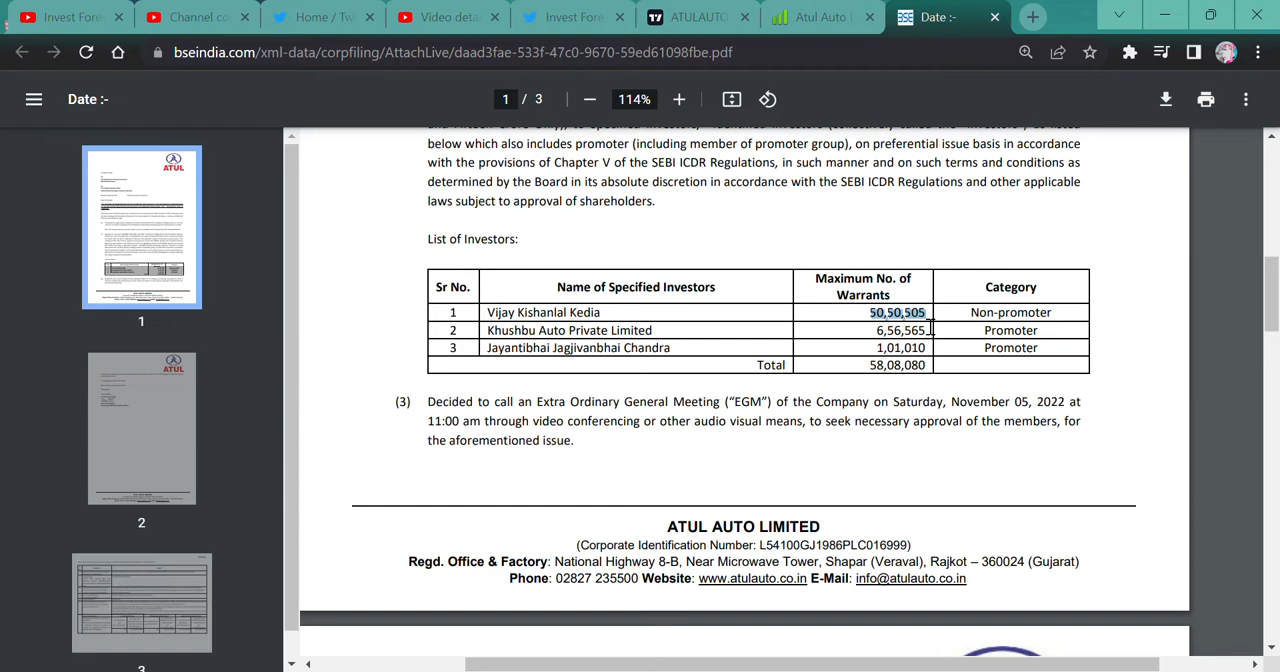 Invest Fore
Channel co
Home / Tw
Video deta
Invest Fore
ATULAUTO
Atul Auto
Date :-
bseindia.com/xml-data/corpfiling/AttachLive/daad3fae-533f-47c0-9670-59ed61098fbe.pdf
Date :-
1 / 3
114%
ATUL
1
ATUL
2
below which also includes promoter (including member of promoter group), on preferential issue basis in accordance
with the provisions of Chapter V of the SEBI ICDR Regulations, in such manner and on such terms and conditions as
determined by the Board in its absolute discretion in accordance with the SEBI ICDR Regulations and other applicable
laws subject to approval of shareholders.
List of Investors:
Sr No. Name of Specified Investors Maximum No. of Warrants Category
1 Vijay Kishanlal Kedia 50,50,505 Non-promoter
2 Khushbu Auto Private Limited 6,56,565 Promoter
3 Jayantibhai Jagjivanbhai Chandra 1,01,010 Promoter
Total 58,08,080
(3) Decided to call an Extra Ordinary General Meeting (“EGM”) of the Company on Saturday, November 05, 2022 at
11:00 am through video conferencing or other audio visual means, to seek necessary approval of the members, for
the aforementioned issue.
ATUL AUTO LIMITED
(Corporate Identification Number: L54100GJ1986PLC016999)
Regd. Office & Factory: National Highway 8-B, Near Microwave Tower, Shapar (Veraval), Rajkot – 360024 (Gujarat)
Phone: 02827 235500 Website: www.atulauto.co.in E-Mail: info@atulauto.co.in